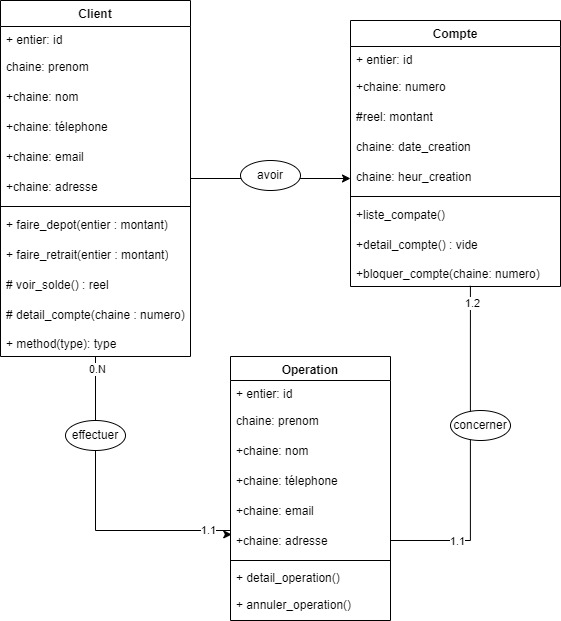 Client
+ entier: id
chaine: prenom
+chaine: nom
+chaine: télephone
+chaine: email
+chaine: adresse
+ faire_depot(entier : montant)
+ faire_retrait(entier : montant)
# voir_solde() : reel
# detail_compte(chaine : numero)
+ method(type): type
avoir
Compte
+ entier: id
+chaine: numero
#reel: montant
chaine: date_creation
chaine: heur_creation
+liste_compate()
+detail_compte() : vide
+bloquer_compte(chaine: numero)
0.N
effectuer
1.1
1.2
concerner
1.1
Operation
+ entier: id
chaine: prenom
+chaine: nom
+chaine: télephone
+chaine: email
+chaine: adresse
+ detail_operation()
+ annuler_operation()